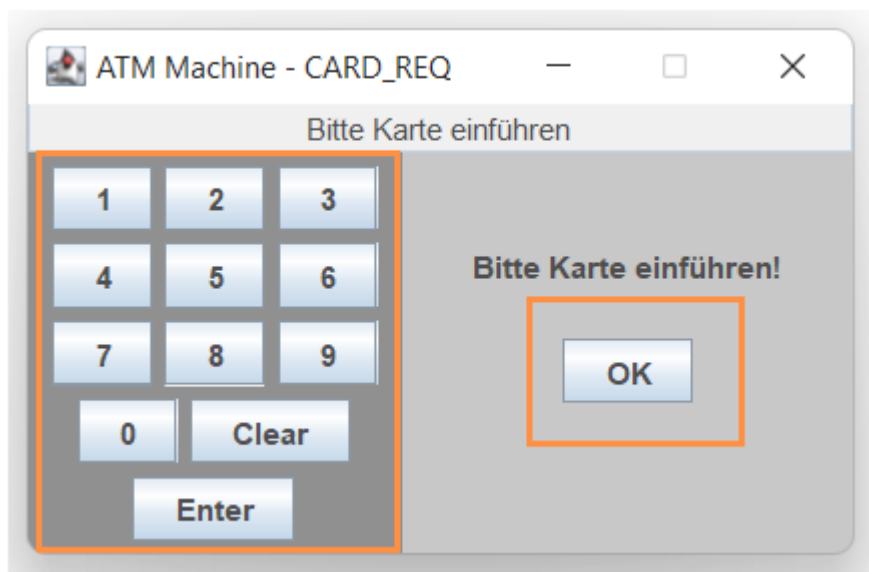 ATM Machine - CARD_REQ
Bitte Karte einführen
1 2 3
4 5 6
7 8 9
0 Clear
Enter
Bitte Karte einführen!
OK